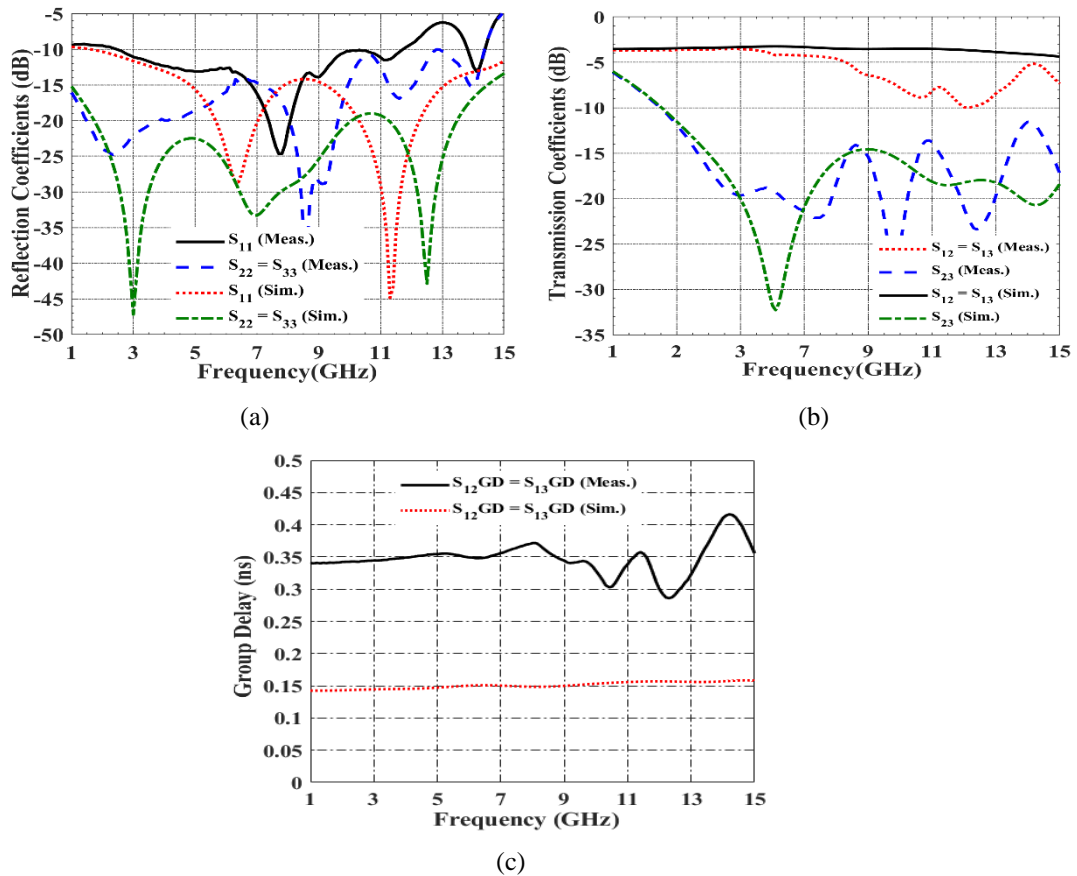 Reflection Coefficients (dB)
-5
-10
-15
-20
-25
-30
-35
-40
-45
-50
S11 (Meas.)
S22 = S33 (Meas.)
S11 (Sim.)
S22 = S33 (Sim.)
1 3 5 7 9 11 13 15
Frequency(GHz)
(a)
Transmission Coefficients (dB)
0
-5
-10
-15
-20
-25
-30
-35
S12 = S13 (Meas.)
S23 (Meas.)
S12 = S13 (Sim.)
S23 (Sim.)
1 2 3 7 9 11 13 15
Frequency(GHz)
(b)
Group Delay (ns)
0.5
0.45
0.4
0.35
0.3
0.25
0.2
0.15
0.1
0.05
0
S12GD = S13GD (Meas.)
S12GD = S13GD (Sim.)
1 3 5 7 9 11 13 15
Frequency (GHz)
(c)